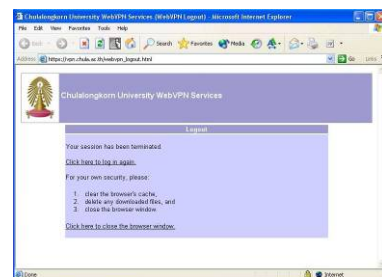 Chulalongkorn University WebVPN Services (WebVPN Logout) - Microsoft Internet Explorer
File Edit View Favorites Tools Help
Search Favorites Media
Address https://vpn.chula.ac.th/webvpn_logout.html Go Links
Chulalongkorn University WebVPN Services
Logout
Your session has been terminated.
Click here to log in again.
For your own security, please:
1. clear the browser's cache,
2. delete any downloaded files, and
3. close the browser window.
Click here to close the browser window.
Done Internet